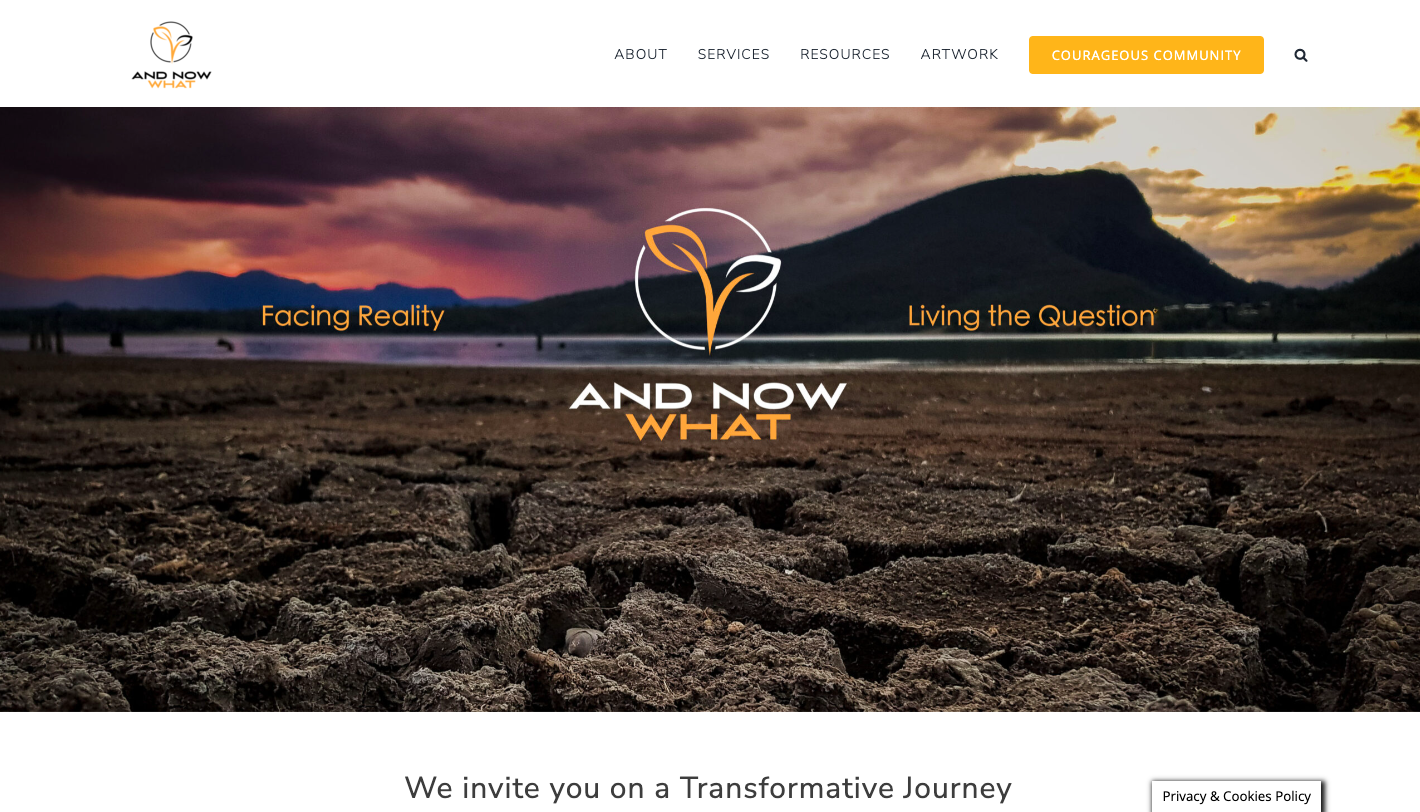 AND NOW
WHAT
ABOUT
SERVICES
RESOURCES
ARTWORK
COURAGEOUS COMMUNITY
Facing Reality
Living the Question
AND NOW
WHAT
We invite you on a Transformative Journey
Privacy & Cookies Policy